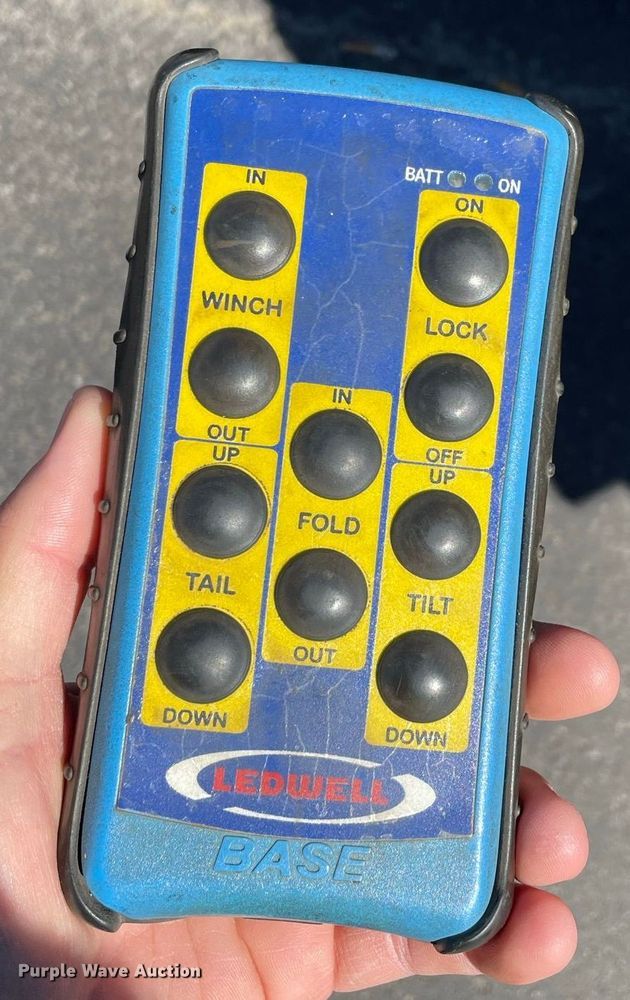 BATT ON
IN
WINCH
OUT
ON
LOCK
OFF
IN
FOLD
OUT
UP
TAIL
DOWN
UP
TILT
DOWN
LEDWELL
BASE
Purple Wave Auction